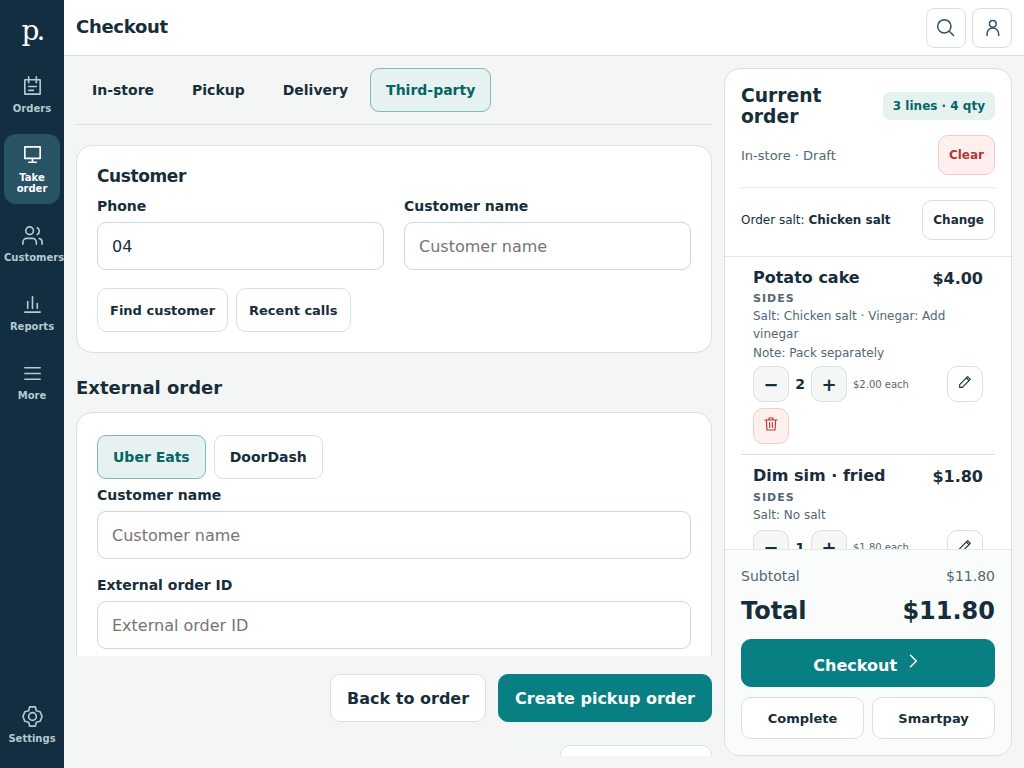 p.
Orders
Take
order
Customers
Reports
More
Settings
Checkout
In-store
Pickup
Delivery
Third-party
Customer
Phone
Customer name
04
Customer name
Find customer
Recent calls
External order
Uber Eats
DoorDash
Customer name
Customer name
External order ID
External order ID
Back to order
Create pickup order
Current
order
3 lines · 4 qty
In-store · Draft
Clear
Order salt: Chicken salt
Change
Potato cake
$4.00
SIDES
Salt: Chicken salt · Vinegar: Add
vinegar
Note: Pack separately
− 2 + $2.00 each
Dim sim · fried
$1.80
SIDES
Salt: No salt
− 1 + $1.80 each
Subtotal
$11.80
Total
$11.80
Checkout
Complete
Smartpay